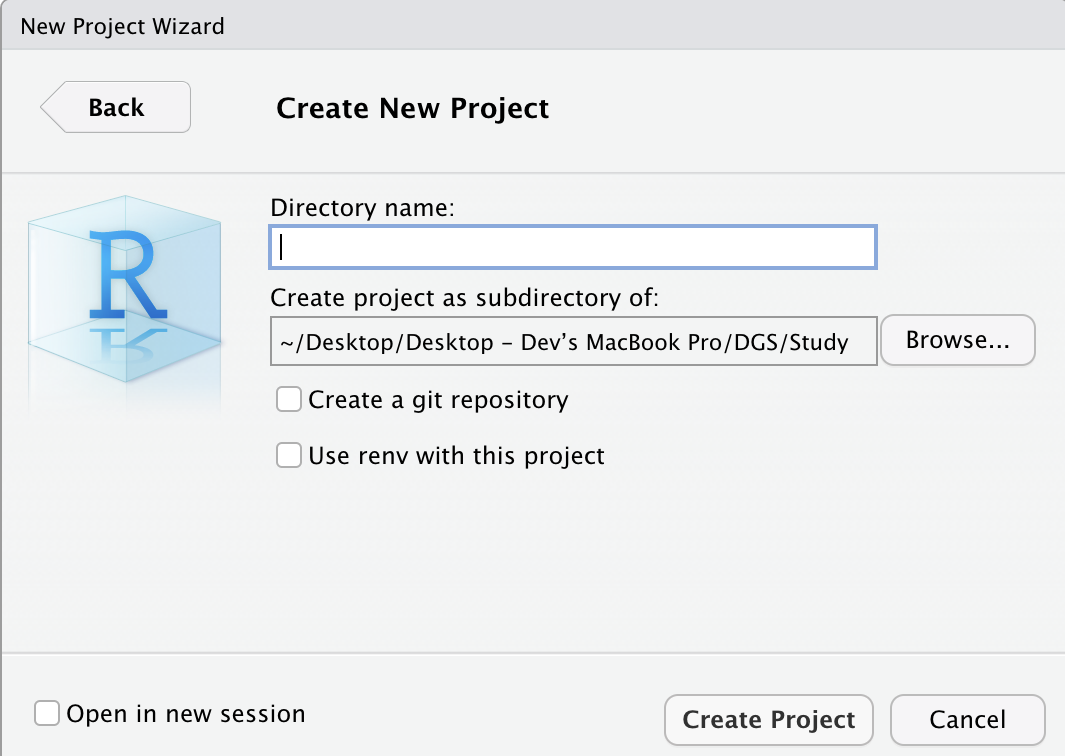 New Project Wizard
Back
Create New Project
R
Directory name:
Create project as subdirectory of:
~/Desktop/Desktop – Dev’s MacBook Pro/DGS/Study
Browse...
Create a git repository
Use renv with this project
Open in new session
Create Project
Cancel